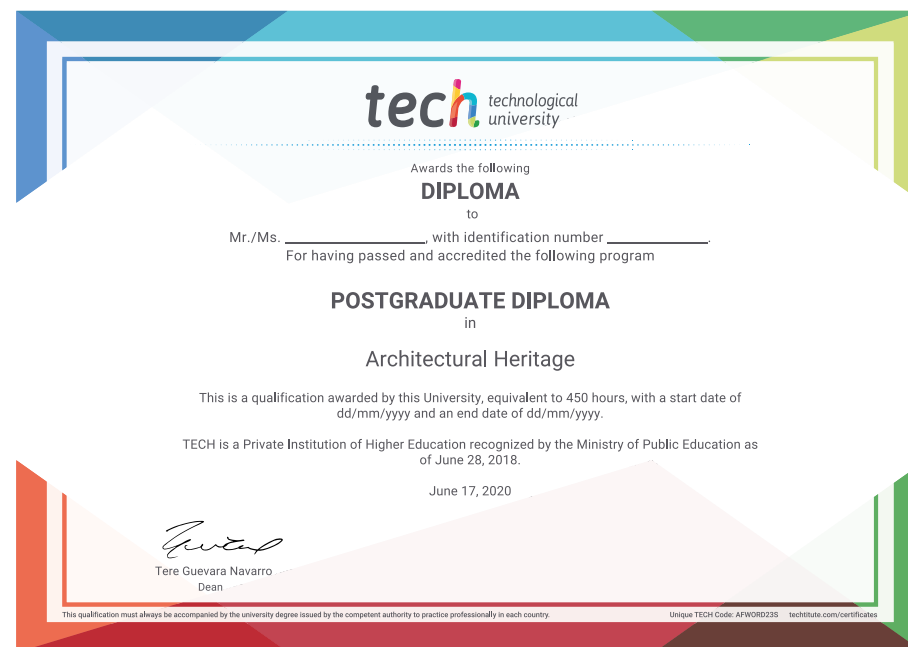 tech technological
university
Awards the following
DIPLOMA
to
Mr./Ms. ____________________, with identification number ______________.
For having passed and accredited the following program
POSTGRADUATE DIPLOMA
in
Architectural Heritage
This is a qualification awarded by this University, equivalent to 450 hours, with a start date of
dd/mm/yyyy and an end date of dd/mm/yyyy.
TECH is a Private Institution of Higher Education recognized by the Ministry of Public Education as
of June 28, 2018.
June 17, 2020
Tere Guevara Navarro
Dean
This qualification must always be accompanied by the university degree issued by the competent authority to practice professionally in each country. Unique TECH Code: AFWORD23S techtitute.com/certificates